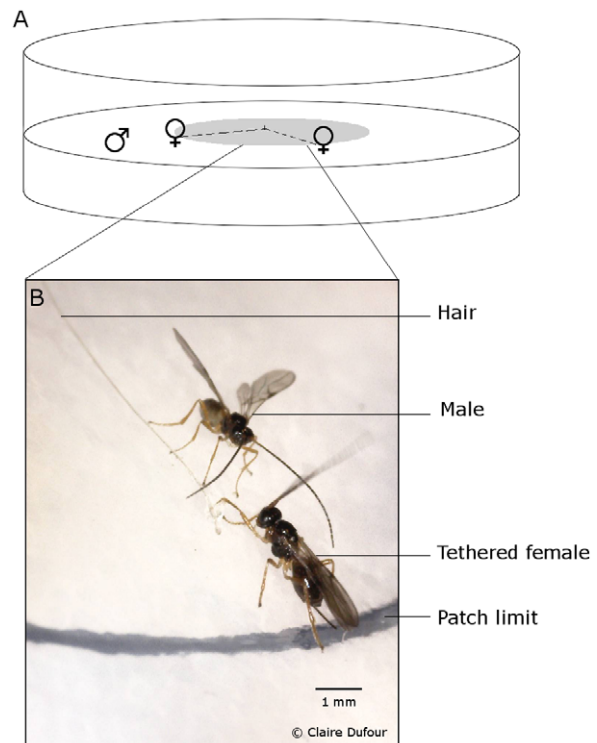 A
♂
♀
♀
B
Hair
Male
Tethered female
Patch limit
1 mm
© Claire Dufour